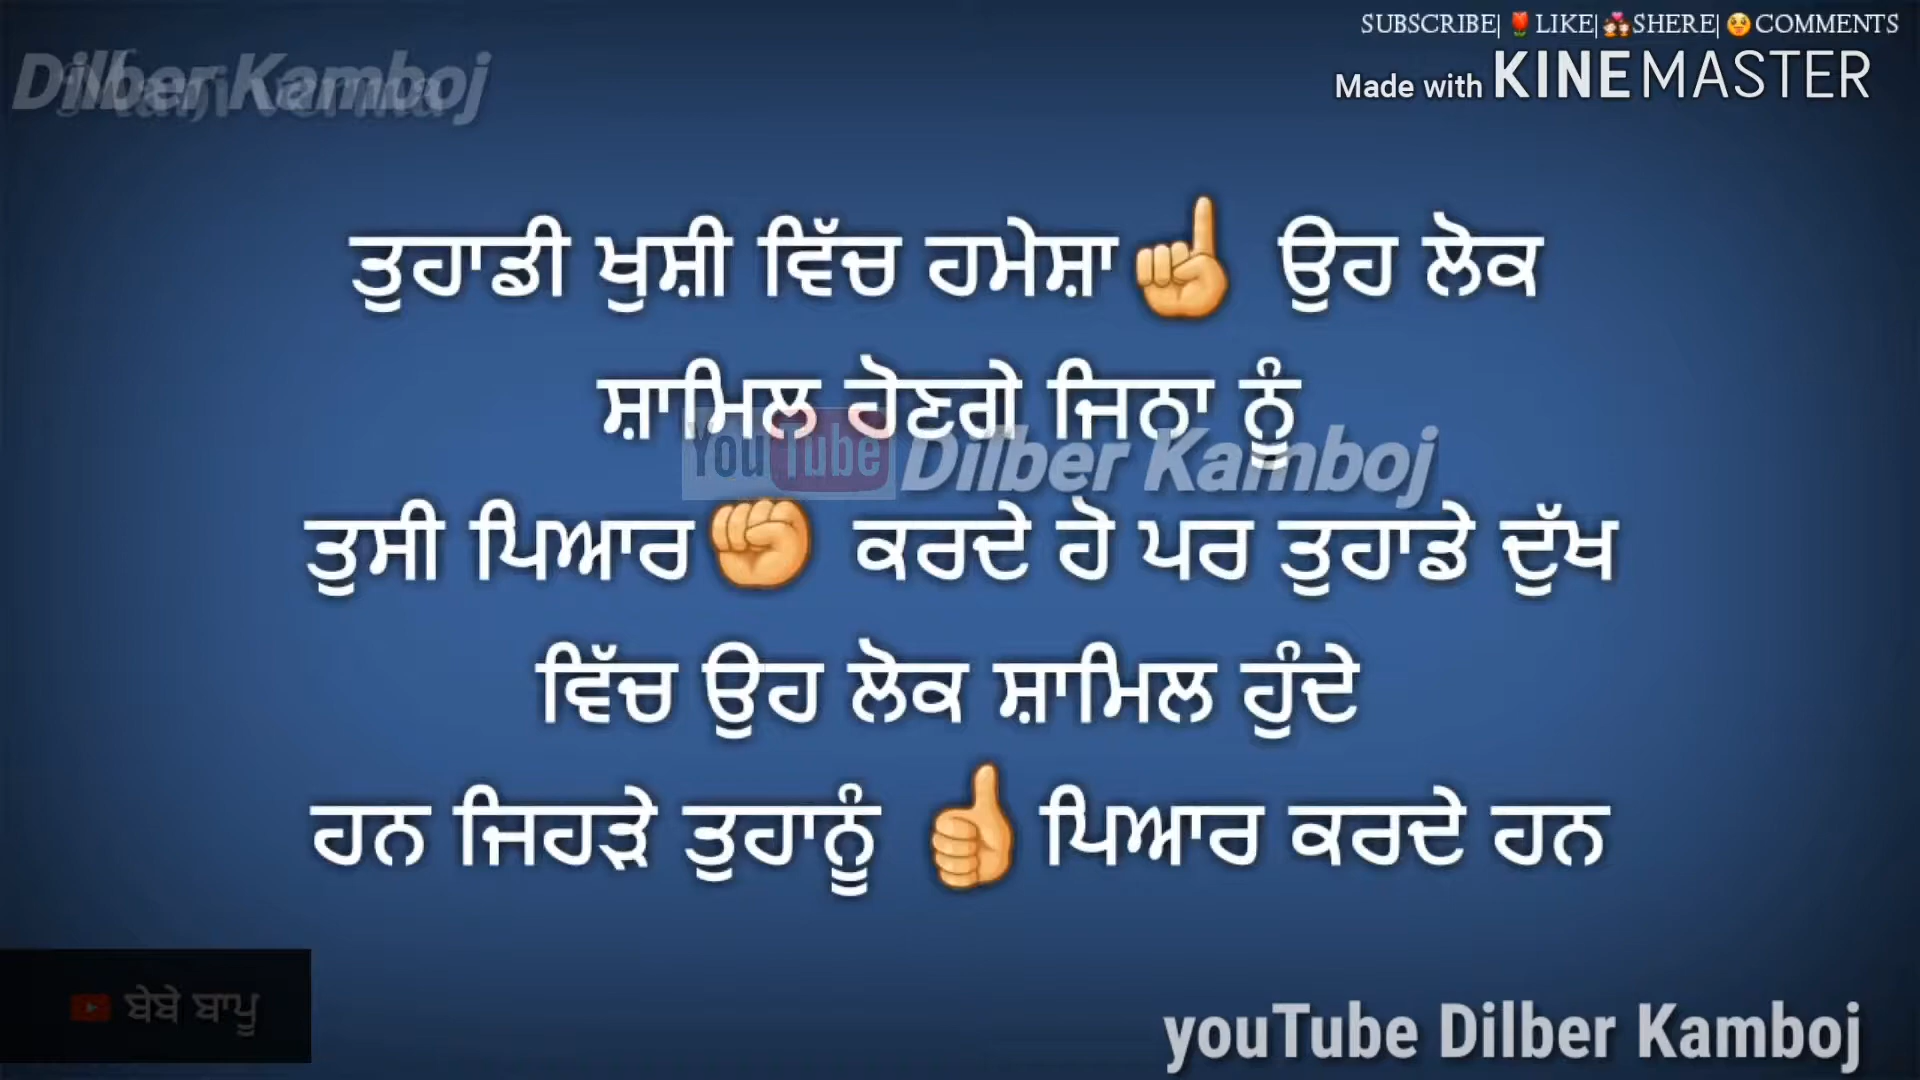 SUBSCRIBE|🌹LIKE|💑SHERE|🥺COMMENTS
Made with KINEMASTER
Dilber Kamboj
ਤੁਹਾਡੀ ਖੁਸ਼ੀ ਵਿੱਚ ਹਮੇਸ਼ਾ☝ ਉਹ ਲੋਕ
ਸ਼ਾਮਿਲ ਹੋਣਗੇ ਜਿਨਾ ਨੂੰ
YouTube Dilber Kamboj
ਤੁਸੀ ਪਿਆਰ✊ ਕਰਦੇ ਹੋ ਪਰ ਤੁਹਾਡੇ ਦੁੱਖ
ਵਿੱਚ ਉਹ ਲੋਕ ਸ਼ਾਮਿਲ ਹੁੰਦੇ
ਹਨ ਜਿਹੜੇ ਤੁਹਾਨੂੰ 👍ਪਿਆਰ ਕਰਦੇ ਹਨ
ਬੇਬੇ ਬਾਪੂ
youTube Dilber Kamboj